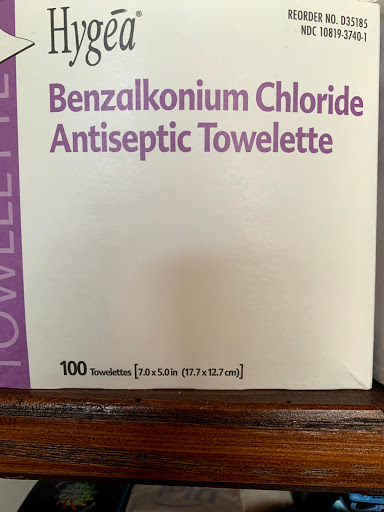 Hygēa®
REORDER NO. D35185
NDC 10819-3740-1
Benzalkonium Chloride
Antiseptic Towelette
TOWELETTE
100 Towelettes [7.0 x 5.0 in (17.7 x 12.7 cm)]